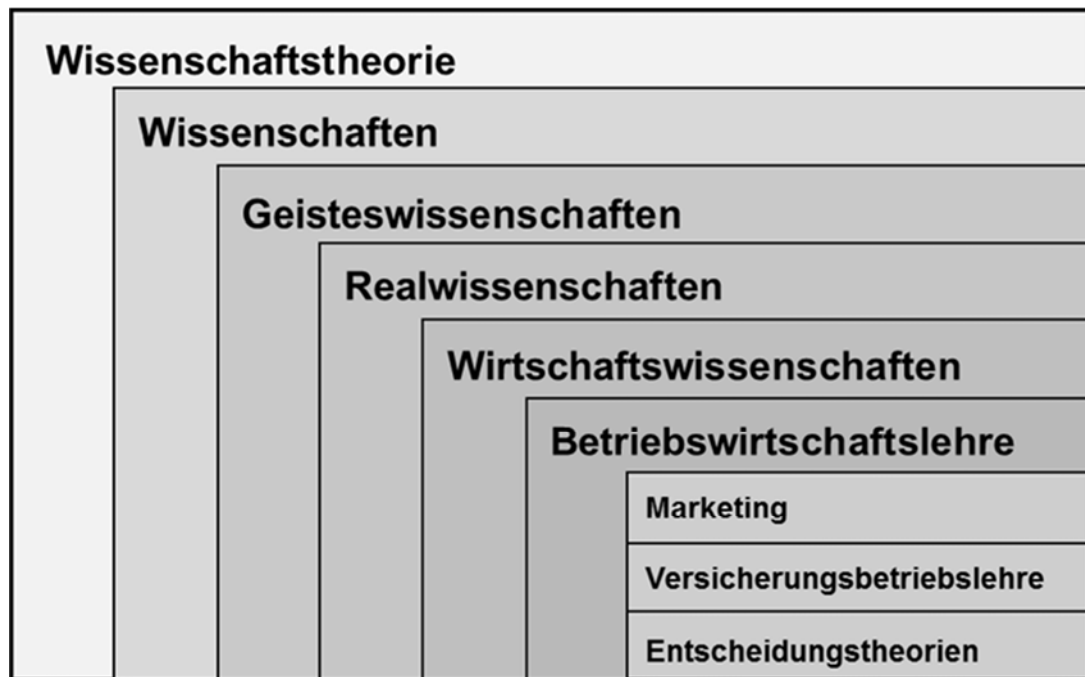 Wissenschaftstheorie
Wissenschaften
Geisteswissenschaften
Realwissenschaften
Wirtschaftswissenschaften
Betriebswirtschaftslehre
Marketing
Versicherungsbetriebslehre
Entscheidungstheorien